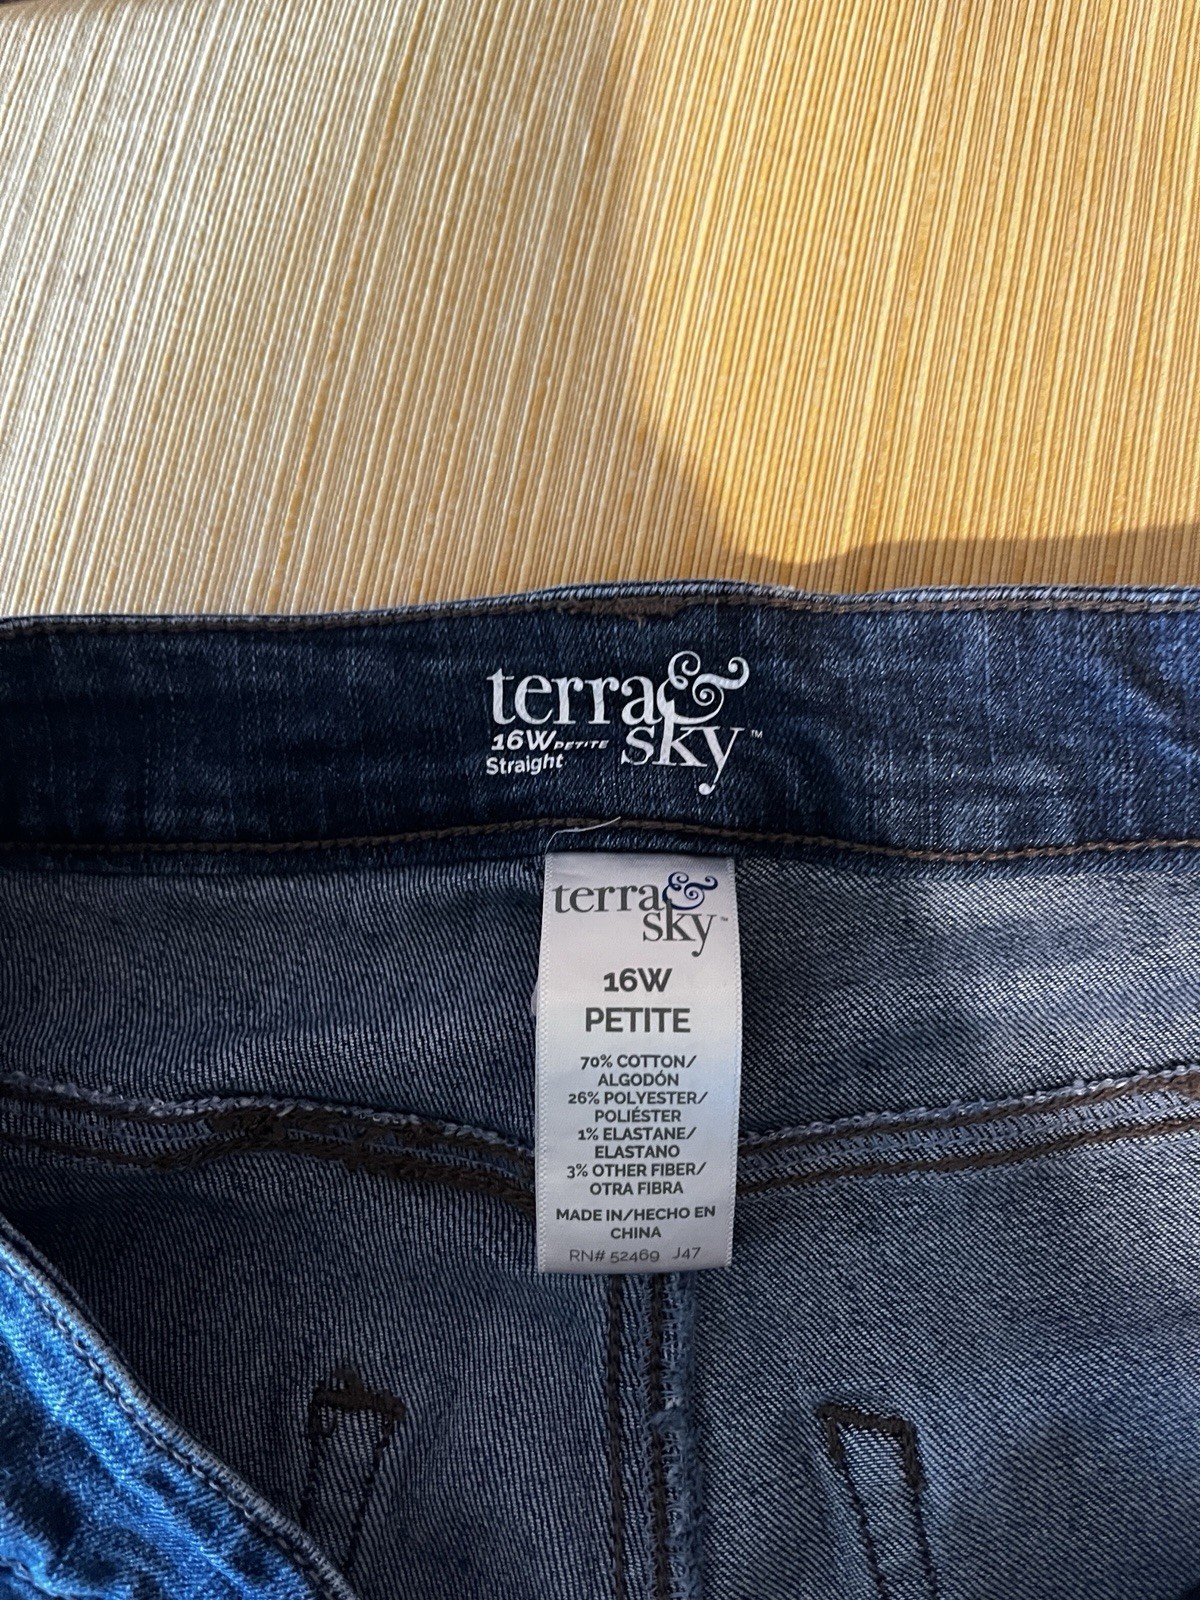 terra&
16W PETITE sky™
Straight
terra&
sky™
16W
PETITE
70% COTTON/
ALGODÓN
26% POLYESTER/
POLIÉSTER
1% ELASTANE/
ELASTANO
3% OTHER FIBER/
OTRA FIBRA
MADE IN/HECHO EN
CHINA
RN# 52469 J47